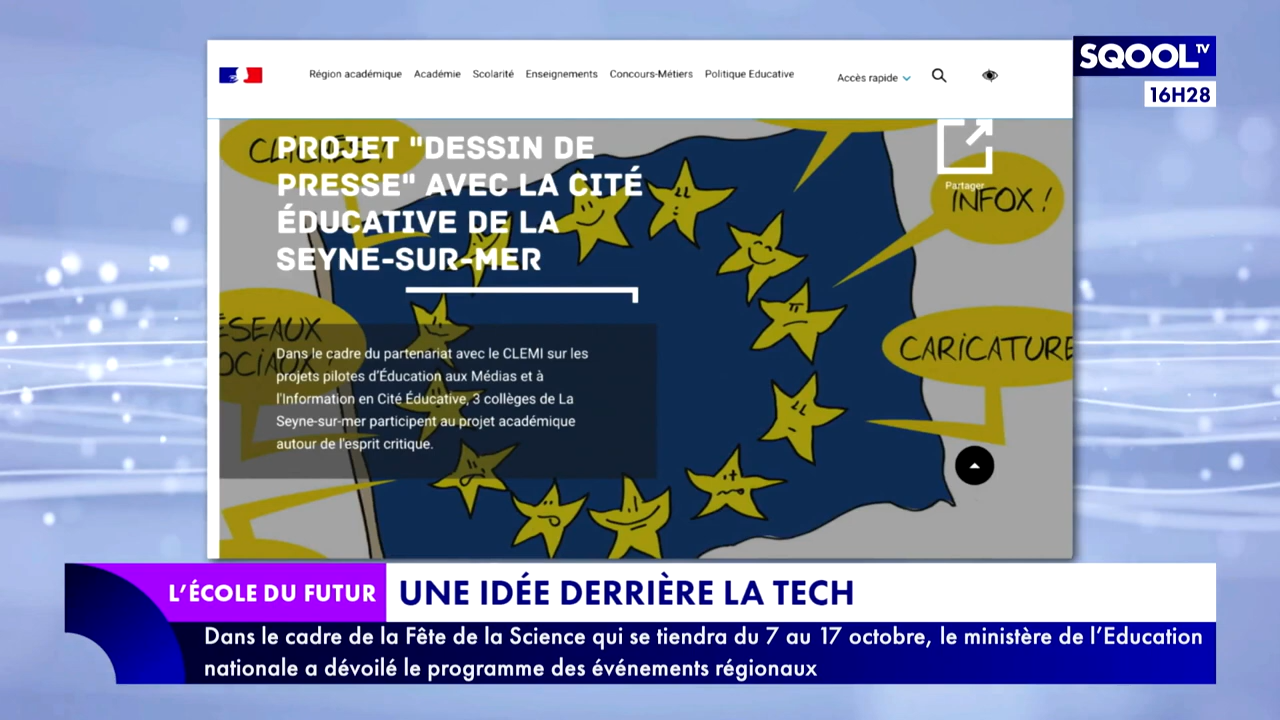 SQOOL TV
16H28
Région académique Académie Scolarité Enseignements Concours-Métiers Politique Educative Accès rapide
CLICHÉS !
PROJET "DESSIN DE
PRESSE" AVEC LA CITÉ
ÉDUCATIVE DE LA
SEYNE-SUR-MER
Partager
INFOX !
ÉSEAUX
OCIAUX
CARICATURE
Dans le cadre du partenariat avec le CLEMI sur les
projets pilotes d'Éducation aux Médias et à
l'Information en Cité Éducative, 3 collèges de La
Seyne-sur-mer participent au projet académique
autour de l'esprit critique.
L'ÉCOLE DU FUTUR
UNE IDÉE DERRIÈRE LA TECH
Dans le cadre de la Fête de la Science qui se tiendra du 7 au 17 octobre, le ministère de l'Education
nationale a dévoilé le programme des événements régionaux